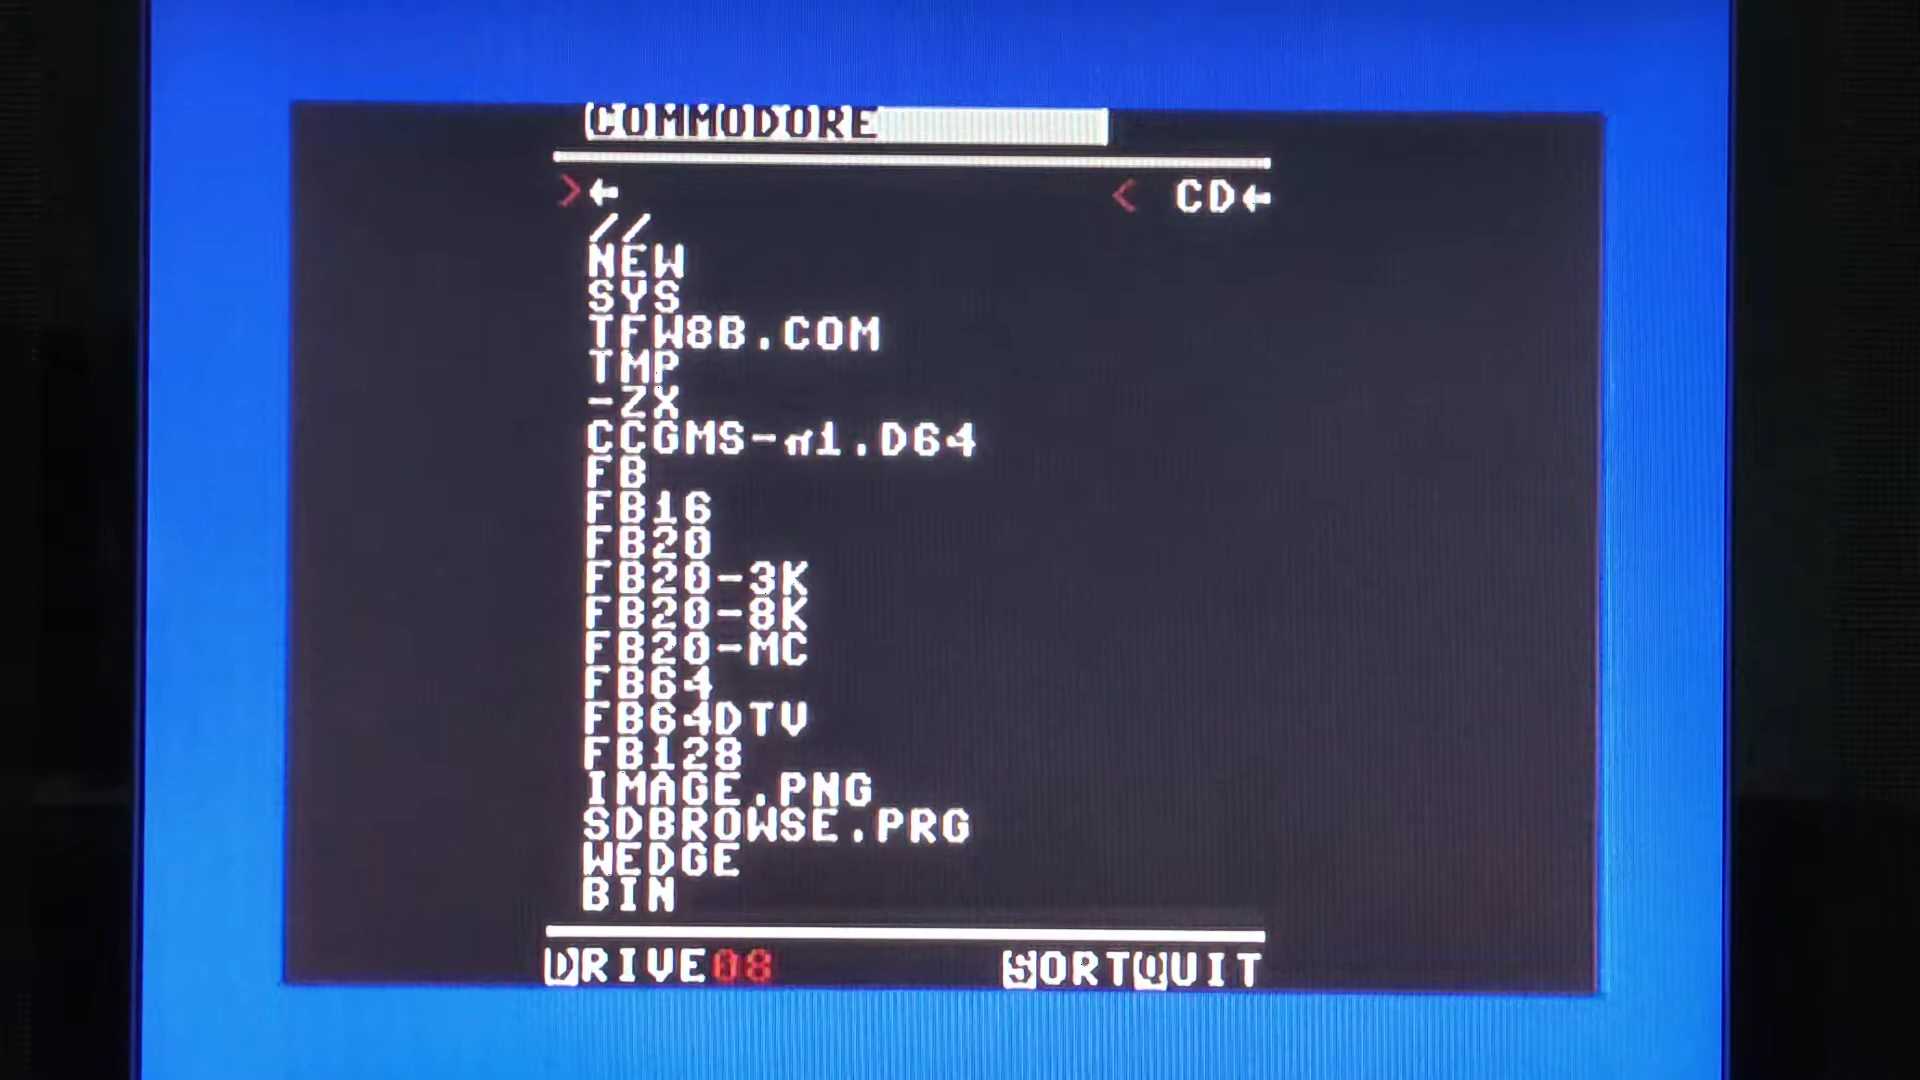 COMMODORE
>← < CD←
//
NEW
SYS
TFW8B.COM
TMP
-ZX
CCGMS-π1.D64
FB
FB16
FB20
FB20-3K
FB20-8K
FB20-MC
FB64
FB64DTV
FB128
IMAGE.PNG
SDBROWSE.PRG
WEDGE
BIN
DRIVE08 SORTQUIT